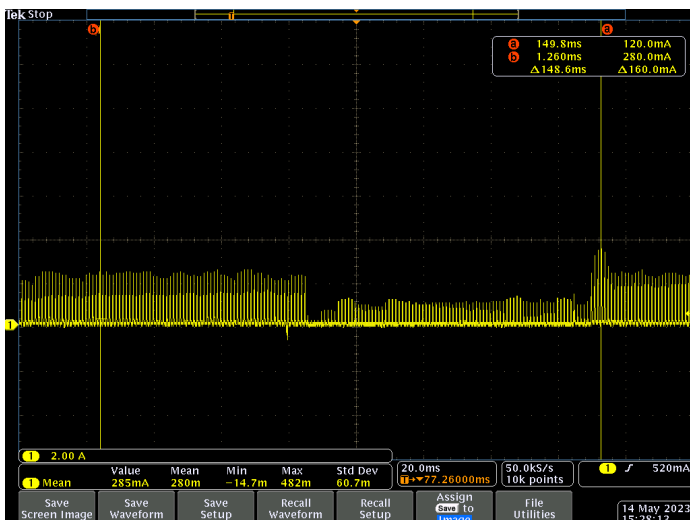 Tek Stop
T
b
a
a 149.8ms 120.0mA
b 1.260ms 280.0mA
Δ148.6ms Δ160.0mA
1
1 2.00 A
Value Mean Min Max Std Dev
1 Mean 285mA 280m −14.7m 482m 60.7m
20.0ms
T→▼77.26000ms
50.0kS/s
10k points
1 520mA
Save Screen Image
Save Waveform
Save Setup
Recall Waveform
Recall Setup
Assign Save to Image
File Utilities
14 May 2023